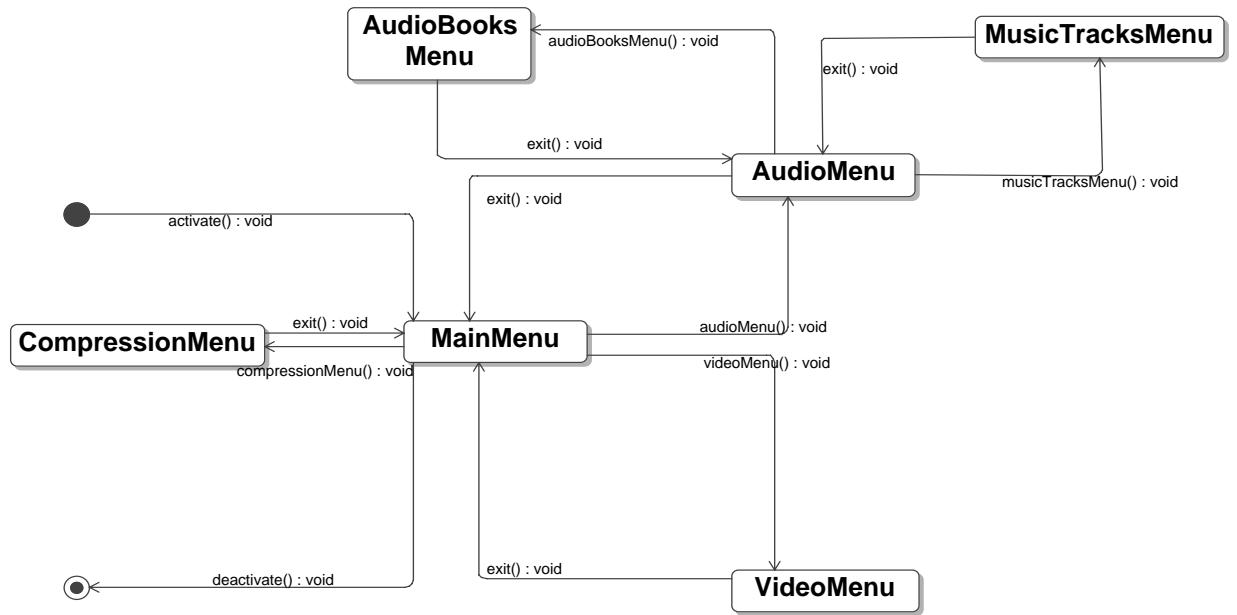 AudioBooks
Menu
audioBooksMenu() : void
MusicTracksMenu
exit() : void
exit() : void
AudioMenu
musicTracksMenu() : void
exit() : void
activate() : void
exit() : void
CompressionMenu
MainMenu
audioMenu() : void
compressionMenu() : void
videoMenu() : void
deactivate() : void
exit() : void
VideoMenu